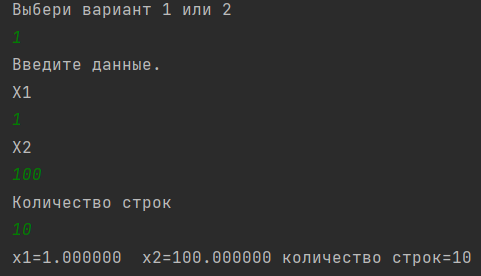 Выбери вариант 1 или 2
1
Введите данные.
X1
1
X2
100
Количество строк
10
x1=1.000000  x2=100.000000 количество строк=10